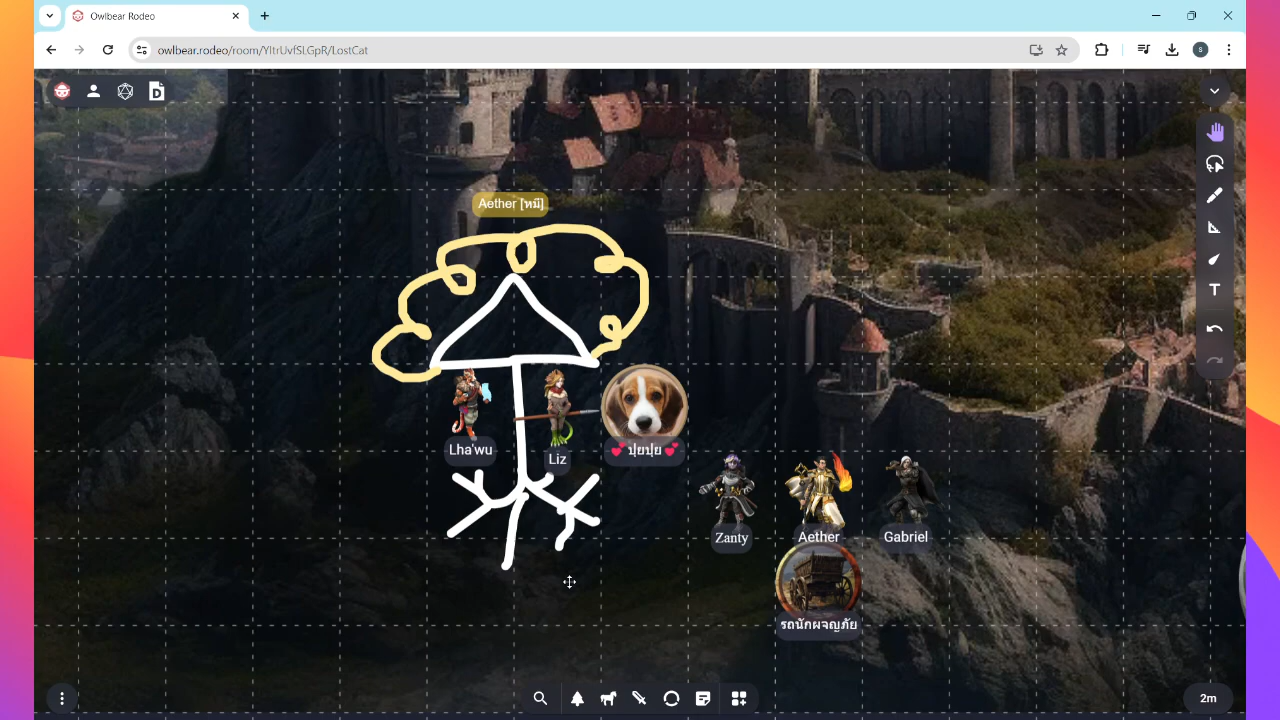 Owlbear Rodeo
owlbear.rodeo/room/YItrUvfSLGpR/LostCat
S
D
Aether [หมี]
T
Lha'wu
Liz
💕ปุยปุย💕
Zanty
Aether
Gabriel
รถนักผจญภัย
2m